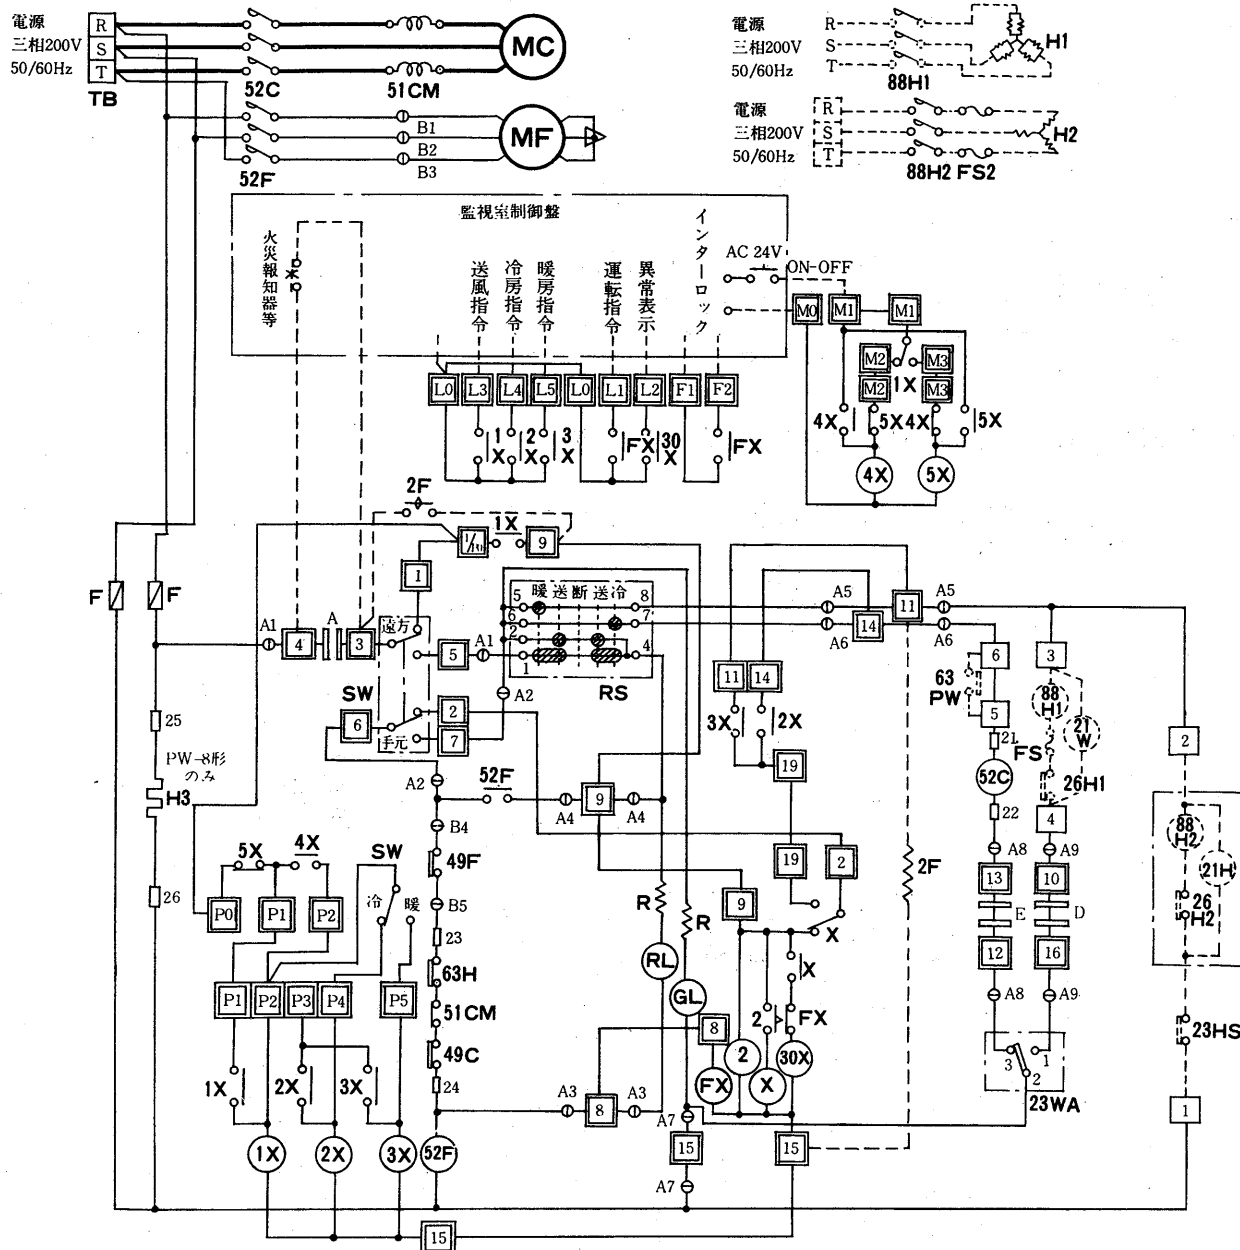 電源 R
三相200V S
50/60Hz T
TB
52C
51CM
MC
B1
B2
B3
MF
52F
電源 R
三相200V S
50/60Hz T
88H1
H1
電源 R
三相200V S
50/60Hz T
88H2 FS2
H2
監視室制御盤
火災報知器等
送風指令
冷房指令
暖房指令
運転指令
異常表示
インターロック
AC 24V
ON-OFF
M0 M1 M1
M2 M3
1X
M2 M3
L0 L3 L4 L5 L0 L1 L2 F1 F2
4X 5X 4X 5X
1X 2X 3X FX 30X FX
4X 5X
2F
1X
9
1
F F
A1 4 A 3
遠方
5 A1
暖 送 断 送 冷
5 8
6 7
2
1 4
RS
A5 A6
14
11
A5 A6
SW
6
手元
2
7
A2
A2
25
PW-8形
のみ
H3
26
52F
A4 9 A4
11 14
3X 2X
19
6
63
PW
5
21
52C
22
A8
13
E
12
A8
3
88
H1
21
W
FS
26H1
4
A9
10
D
16
A9
2
88
H2
21H
26
H2
23HS
1
B4
49F
B5
23
63H
51CM
49C
24
52F
5X 4X SW
冷 暖
P0 P1 P2
P1 P2 P3 P4 P5
1X 2X 3X
1X 2X 3X
R R
RL GL
19 2
9
X
X
2 FX
8
FX 2 X 30X
2F
A3 8 A3
A7
15
A7
15
15
3 1
2
23WA